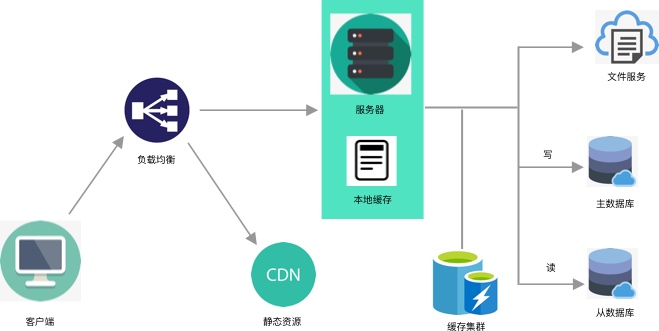 服务器
文件服务
负载均衡
写
本地缓存
主数据库
CDN
读
客户端
静态资源
缓存集群
从数据库